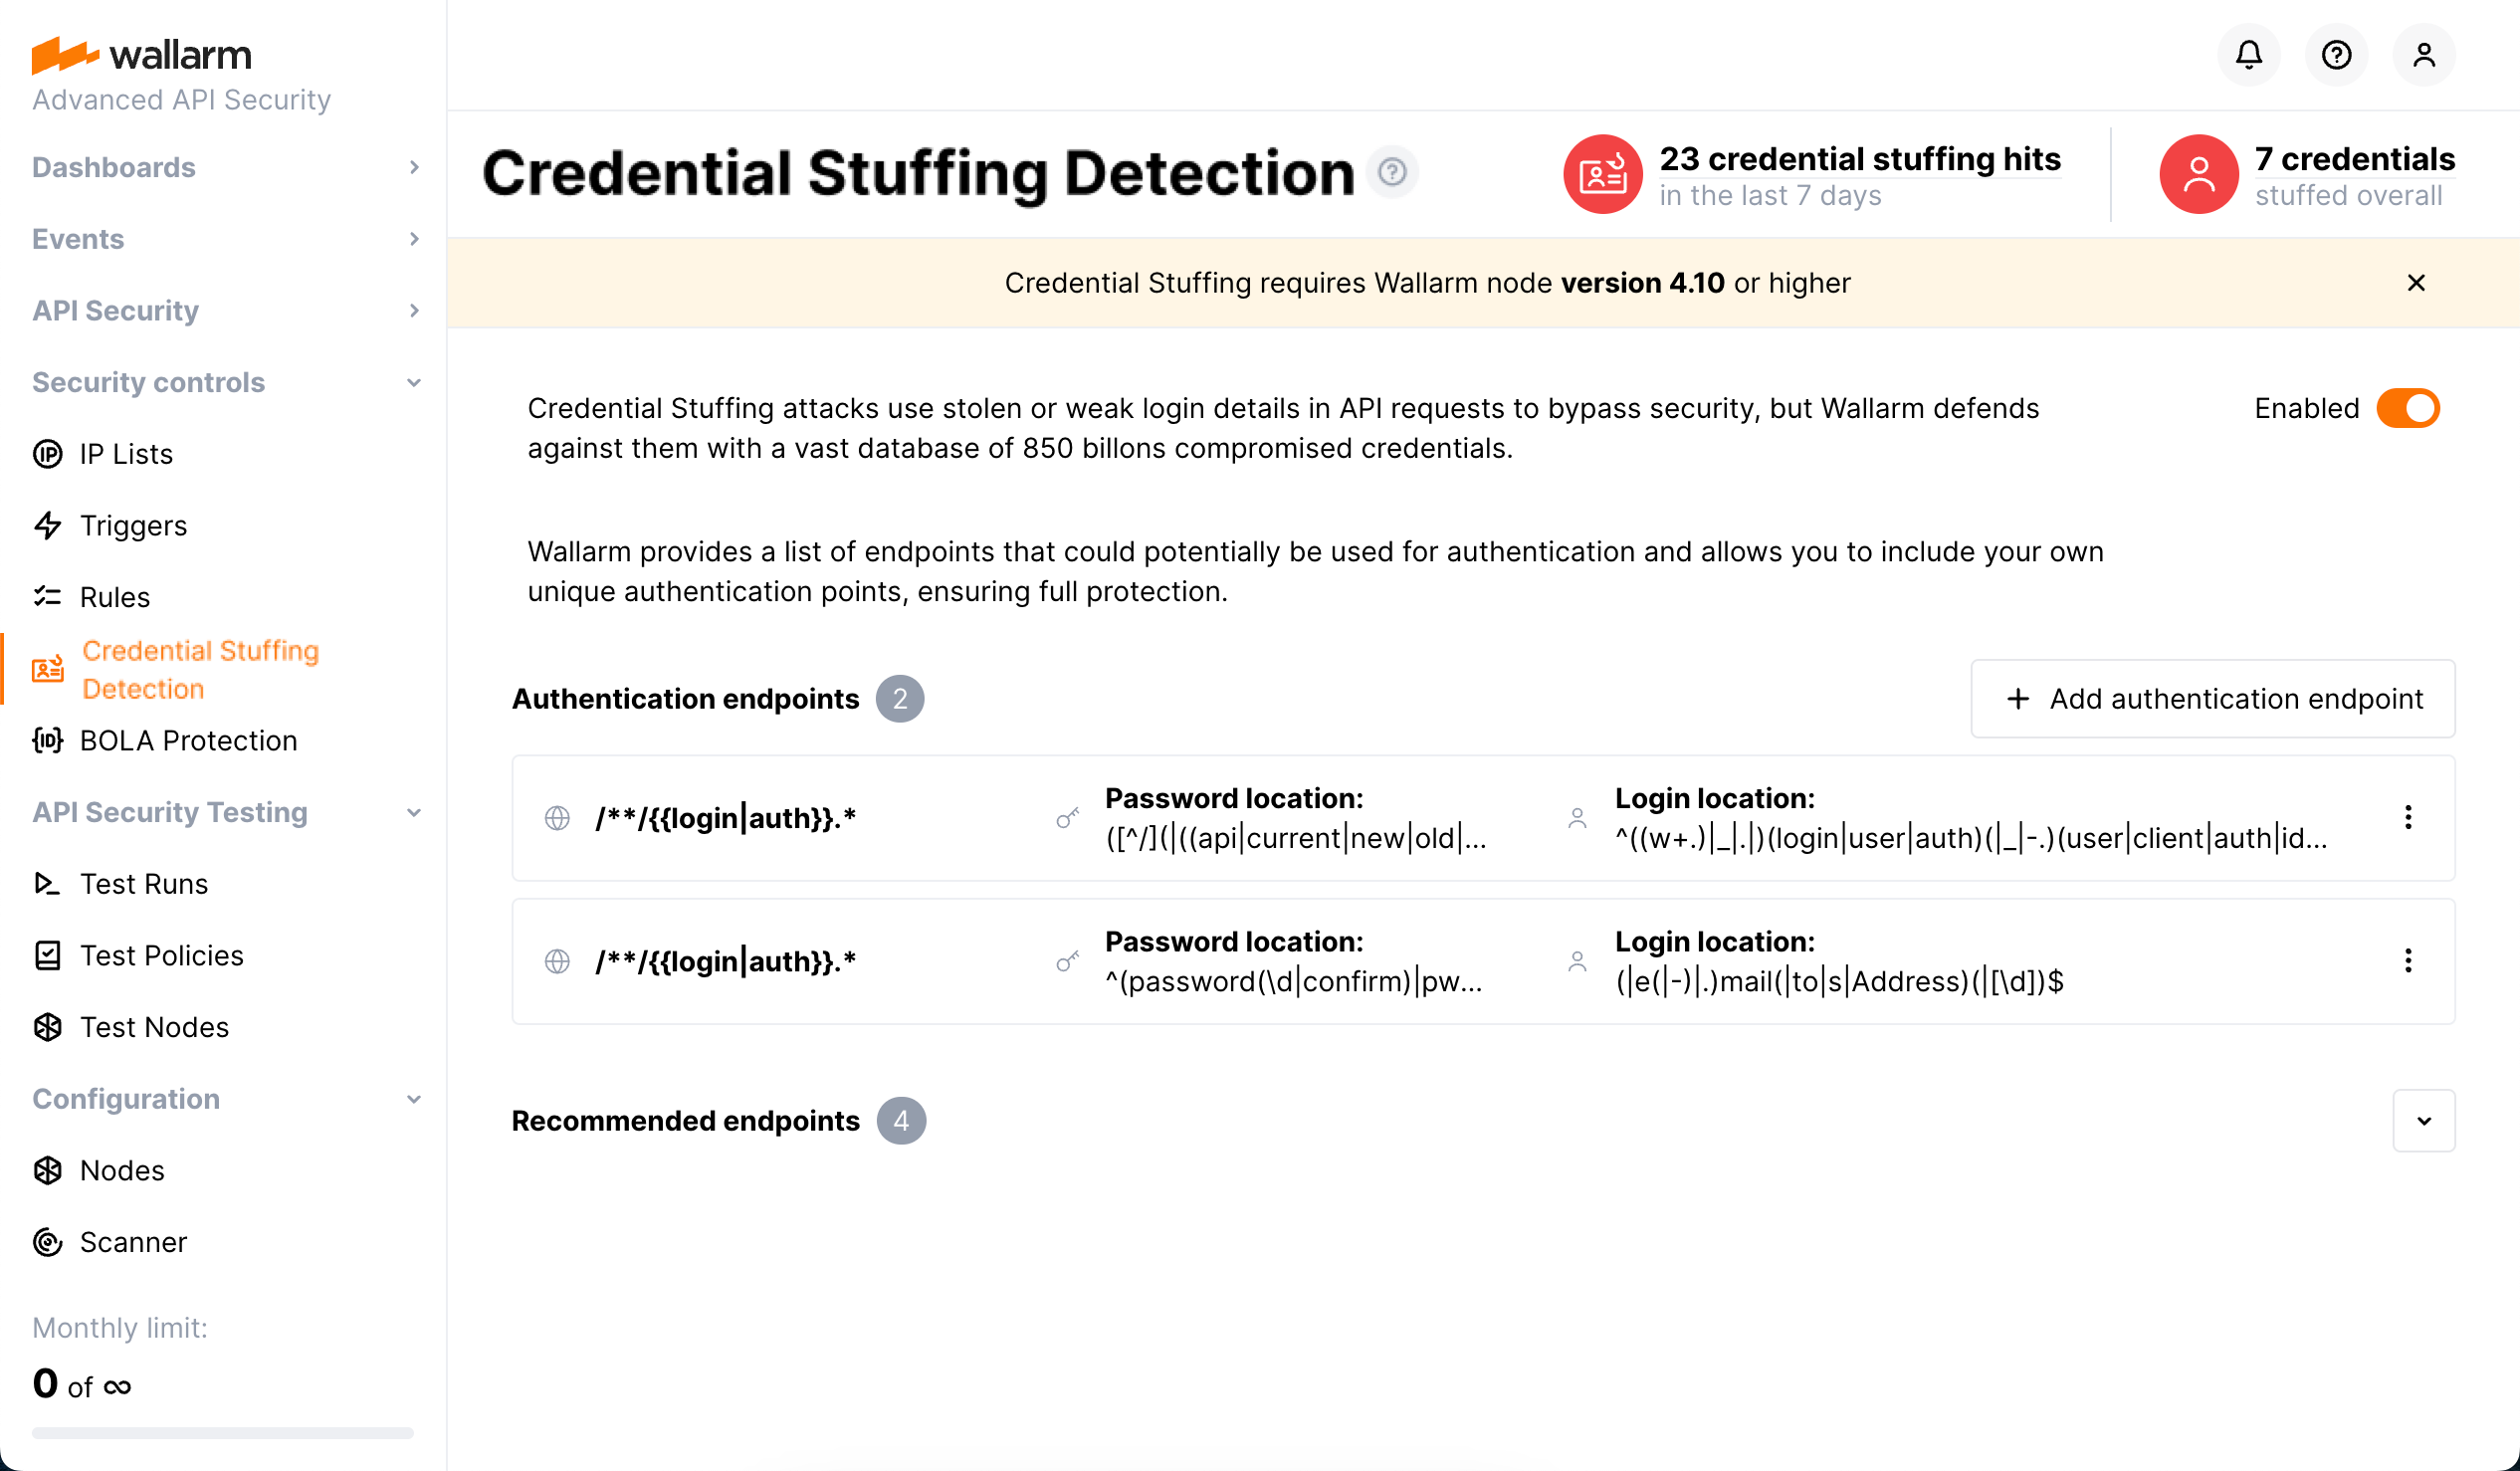 wallarm
Advanced API Security
Dashboards
Events
API Security
Security controls
IP Lists
Triggers
Rules
Credential Stuffing
Detection
BOLA Protection
API Security Testing
Test Runs
Test Policies
Test Nodes
Configuration
Nodes
Scanner
Monthly limit:
0 of ∞
Credential Stuffing Detection
23 credential stuffing hits
in the last 7 days
7 credentials
stuffed overall
Credential Stuffing requires Wallarm node version 4.10 or higher
Credential Stuffing attacks use stolen or weak login details in API requests to bypass security, but Wallarm defends
against them with a vast database of 850 billons compromised credentials.
Enabled
Wallarm provides a list of endpoints that could potentially be used for authentication and allows you to include your own
unique authentication points, ensuring full protection.
Authentication endpoints 2
+ Add authentication endpoint
/**/{{login|auth}}.*
Password location:
([^/](|((api|current|new|old|...
Login location:
^((w+.)|_|.|)(login|user|auth)(|_|-.)(user|client|auth|id...
/**/{{login|auth}}.*
Password location:
^(password(\d|confirm)|pw...
Login location:
(|e(|-)|.)mail(|to|s|Address)(|[\d])$
Recommended endpoints 4